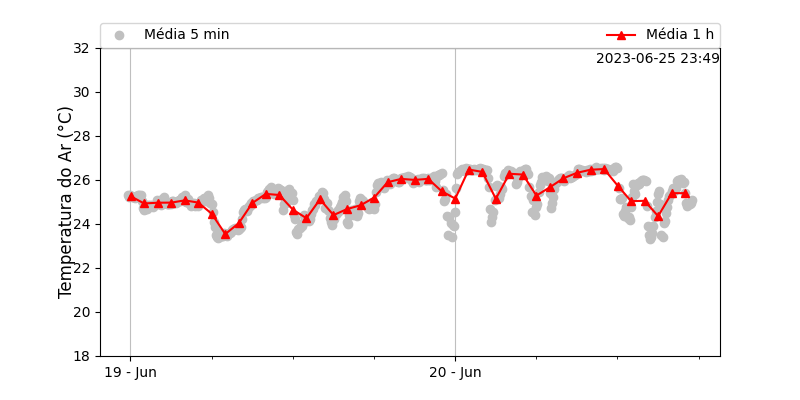 Média 5 min
Média 1 h
2023-06-25 23:49
Temperatura do Ar (°C)
32
30
28
26
24
22
20
18
19 - Jun
20 - Jun